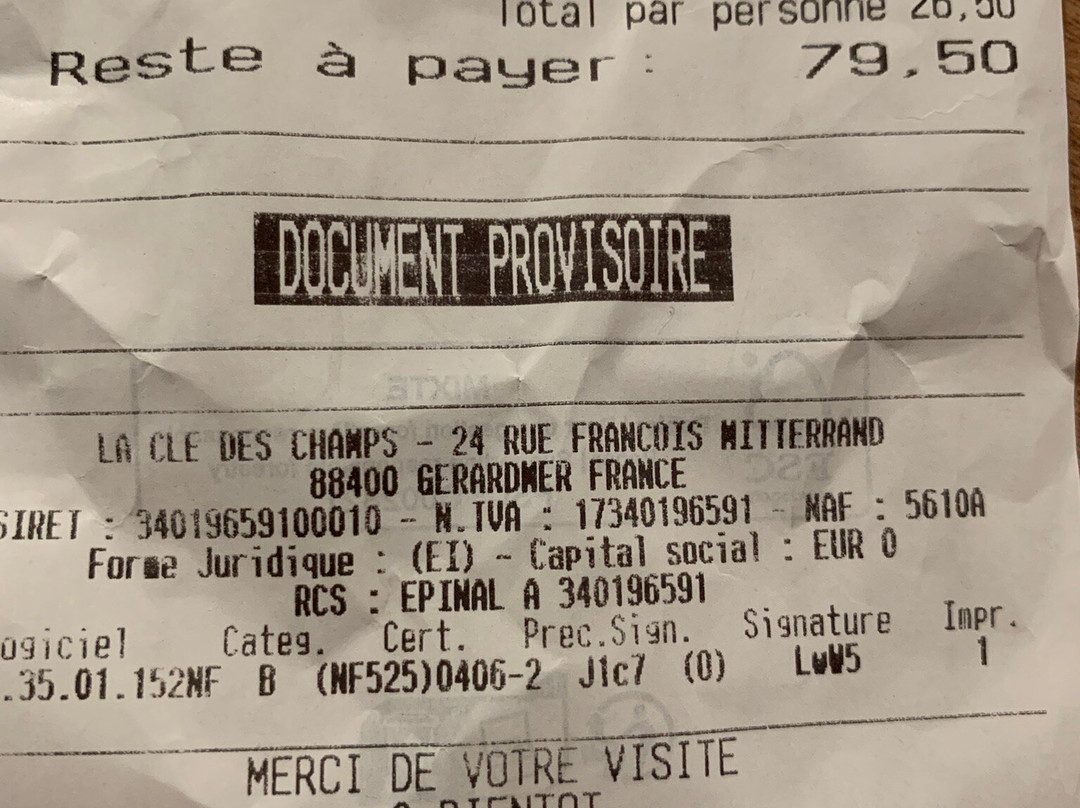 Total par personne 26,50
Reste à payer : 79,50
DOCUMENT PROVISOIRE
LA CLE DES CHAMPS - 24 RUE FRANCOIS MITTERRAND
88400 GERARDMER FRANCE
SIRET : 34019659100010 - N.TVA : 17340196591 - NAF : 5610A
Forme Juridique : (EI) - Capital social : EUR 0
RCS : EPINAL A 340196591
ogiciel Categ. Cert. Prec.Sign. Signature Impr.
.35.01.152NF B (NF525)0406-2 J1c7 (0) LwW5 1
MERCI DE VOTRE VISITE
A BIENTOT